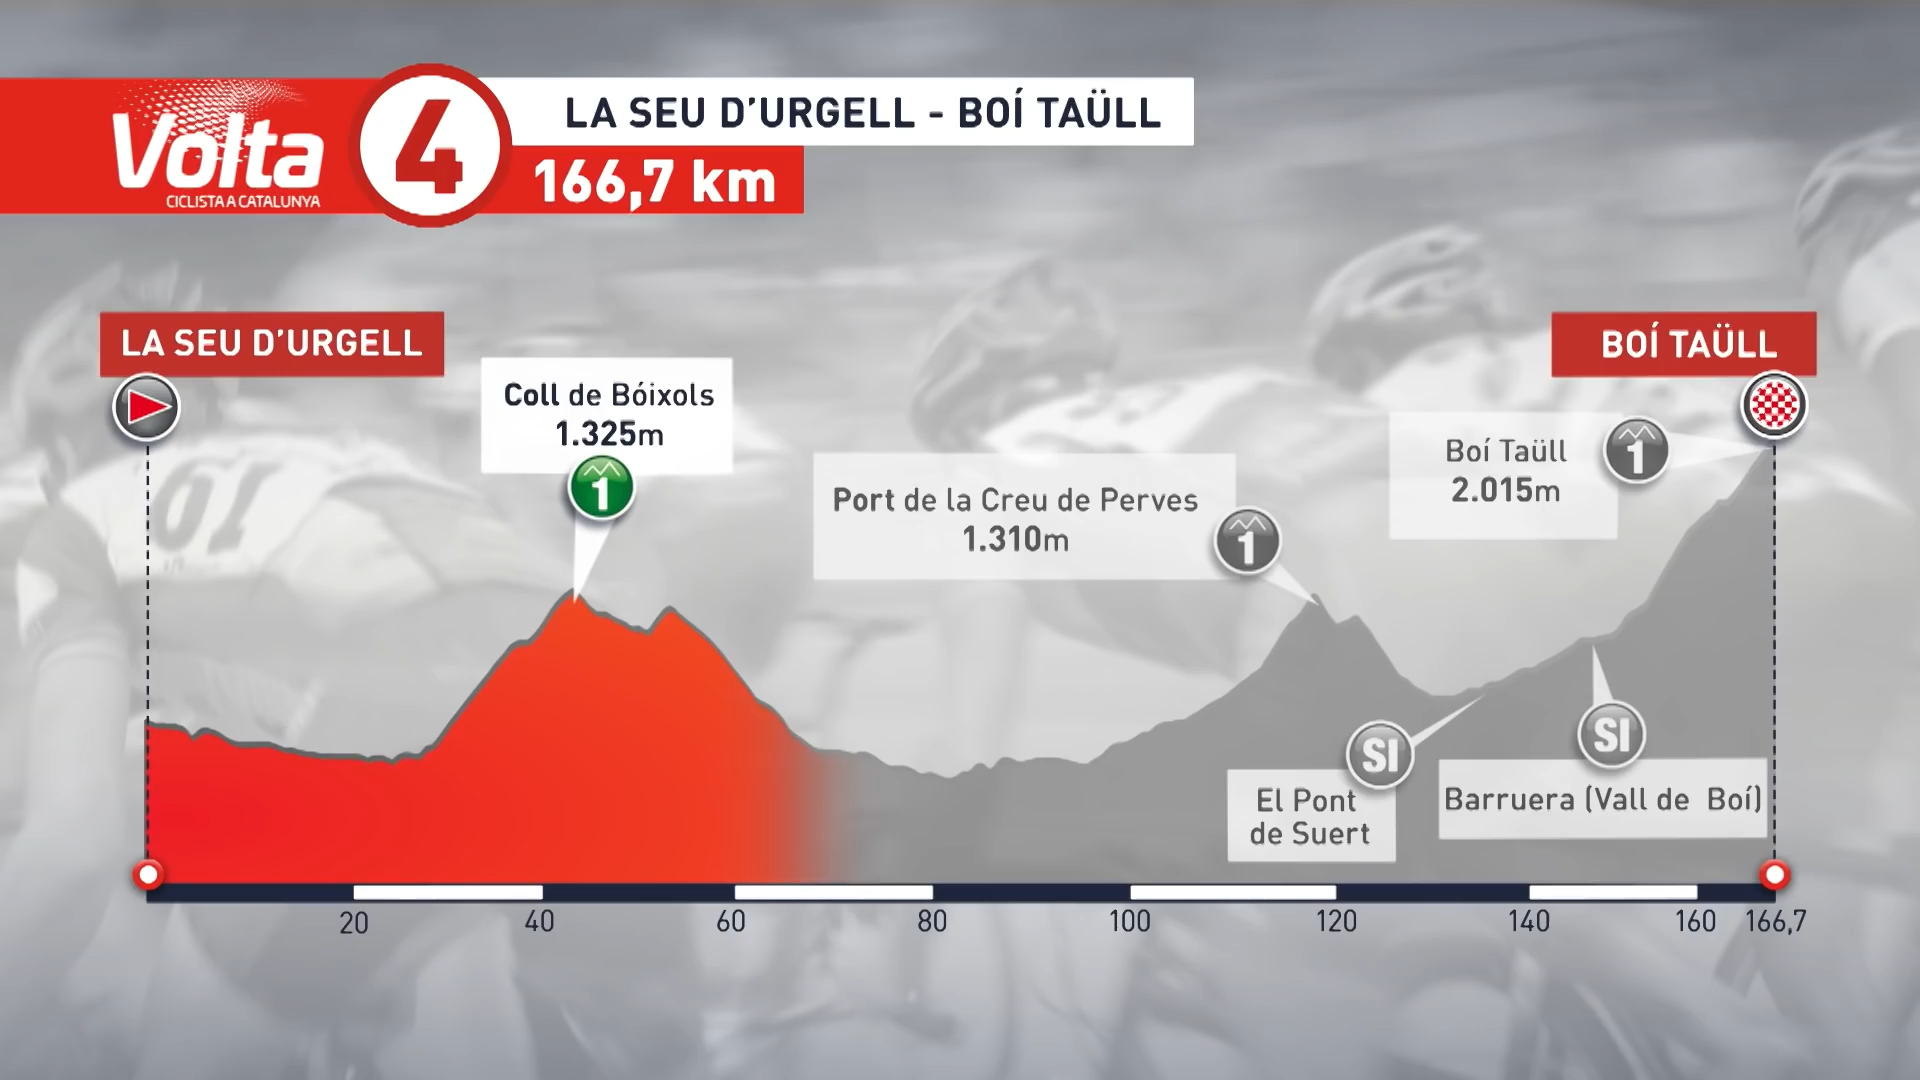 Volta
CICLISTA A CATALUNYA
4
LA SEU D'URGELL - BOÍ TAÜLL
166,7 km
LA SEU D'URGELL
BOÍ TAÜLL
Coll de Bóixols
1.325m
1
Port de la Creu de Perves
1.310m
1
Boí Taüll
2.015m
1
01
SI
El Pont
de Suert
SI
Barruera (Vall de Boí)
20 40 60 80 100 120 140 160 166,7